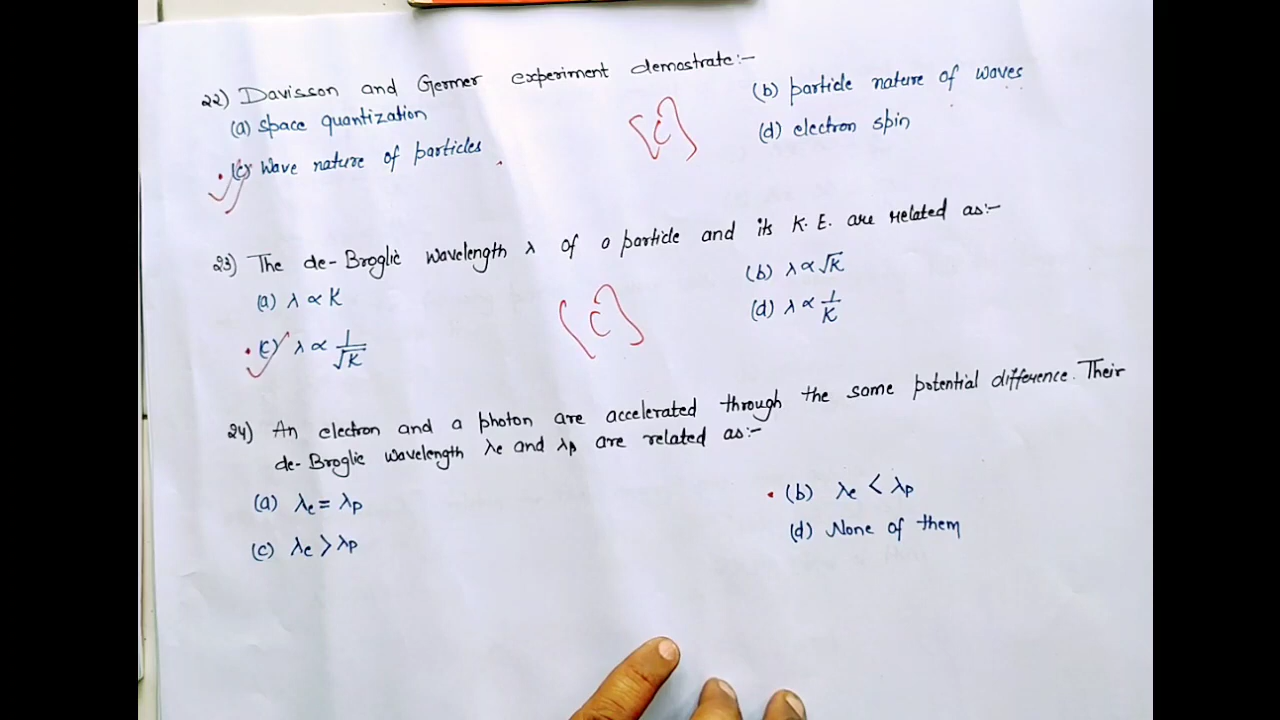 22) Davisson and Germer experiment demostrate:-
(a) space quantization
(b) particle nature of waves
(c) Wave nature of particles
(d) electron spin
[C]
23) The de-Broglie wavelength λ of a particle and its K.E. are related as:-
(a) λ ∝ K
(b) λ ∝ √K
(c) λ ∝ 1/√K
(d) λ ∝ 1/K
[C]
24) An electron and a photon are accelerated through the some potential difference. Their
de-Broglie wavelength λe and λp are related as:-
(a) λe = λp
(b) λe < λp
(c) λe > λp
(d) None of them